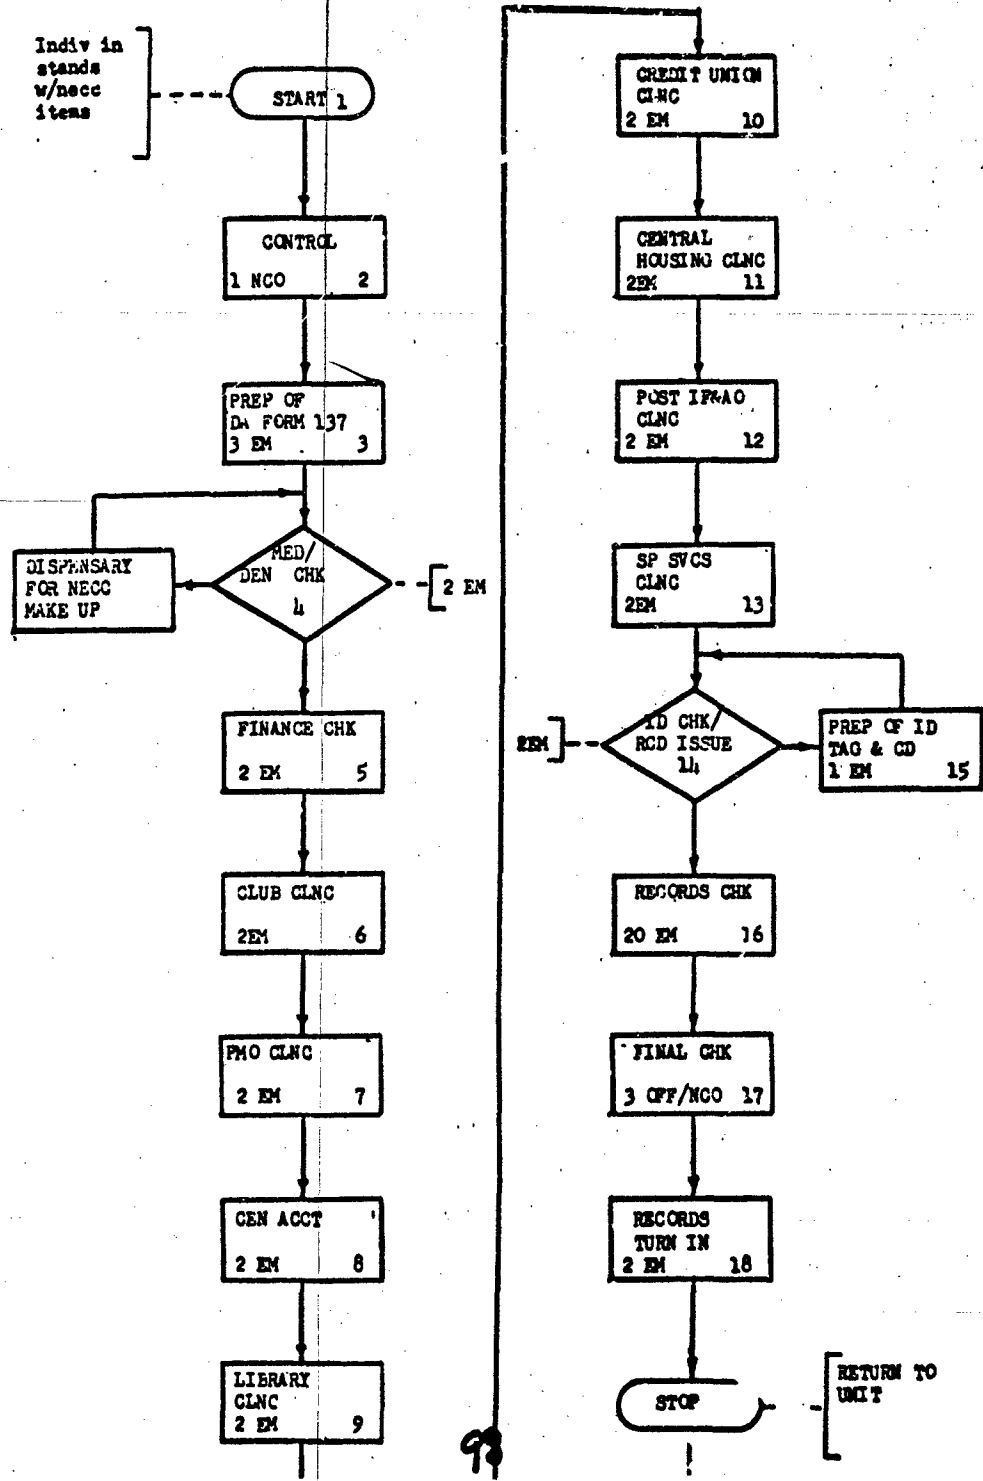 Indiv in
stands
w/necc
items
START 1
CONTROL
1 NCO 2
PREP OF
DA FORM 137
3 EM 3
MED/
DEN CHK
4
2 EM
DISPENSARY
FOR NECC
MAKE UP
FINANCE CHK
2 EM 5
CLUB CLNC
2EM 6
PMO CLNC
2 EM 7
CEN ACCT
2 EM 8
LIBRARY
CLNC
2 EM 9
CREDIT UNION
CLNC
2 EM 10
CENTRAL
HOUSING CLNC
2EM 11
POST IF&AO
CLNC
2 EM 12
SP SVCS
CLNC
2EM 13
ID CHK/
RCD ISSUE
14
2EM
PREP OF ID
TAG & CD
1 EM 15
RECORDS CHK
20 EM 16
FINAL CHK
3 OFF/NCO 17
RECORDS
TURN IN
2 EM 18
STOP
RETURN TO
UNIT